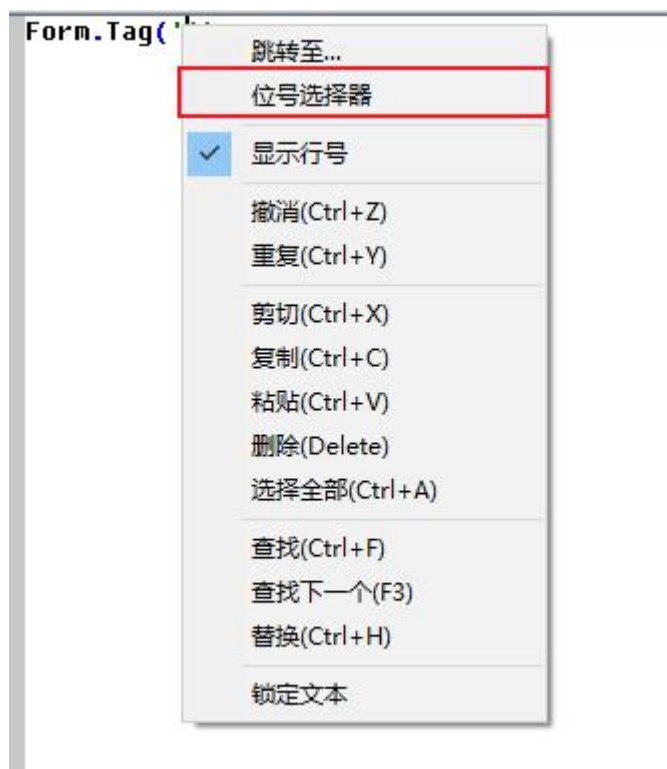 Form.Tag('
跳转至...
位号选择器
显示行号
撤消(Ctrl+Z)
重复(Ctrl+Y)
剪切(Ctrl+X)
复制(Ctrl+C)
粘贴(Ctrl+V)
删除(Delete)
选择全部(Ctrl+A)
查找(Ctrl+F)
查找下一个(F3)
替换(Ctrl+H)
锁定文本